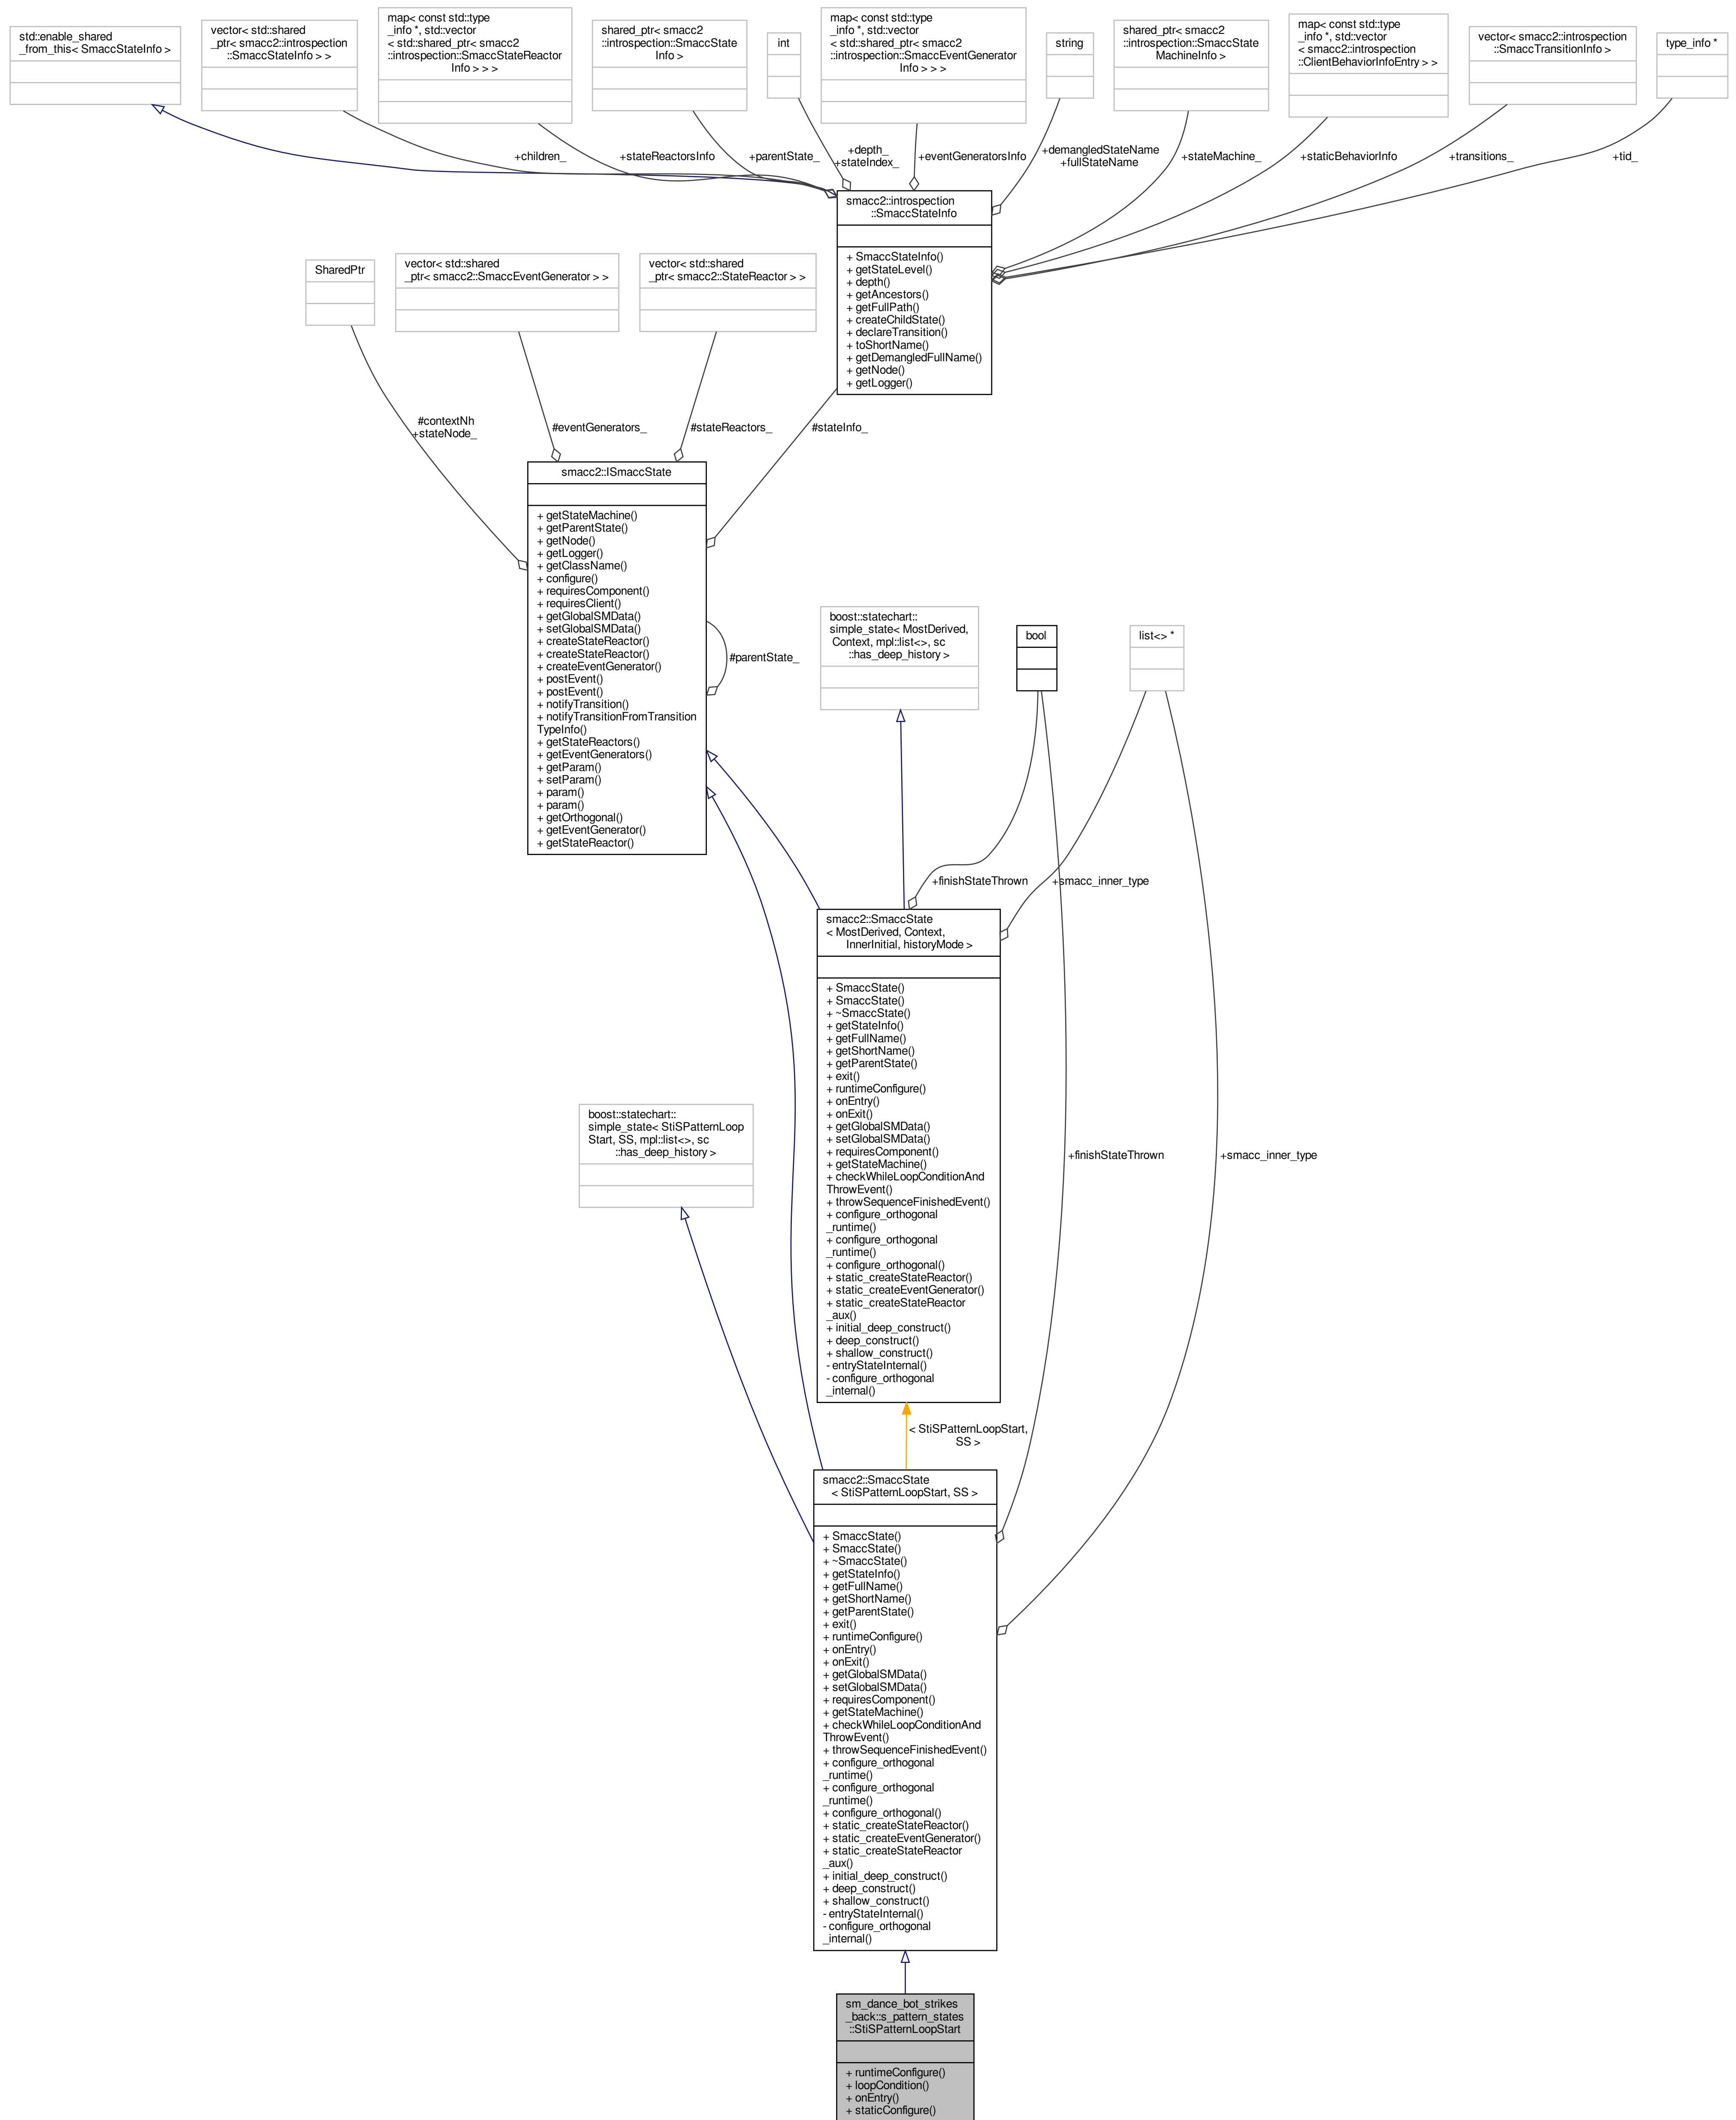 std::enable_shared
_from_this< SmaccStateInfo >
vector< std::shared
_ptr< smacc2::introspection
::SmaccStateInfo > >
map< const std::type
_info *, std::vector
< std::shared_ptr< smacc2
::introspection::SmaccStateReactor
Info > > >
shared_ptr< smacc2
::introspection::SmaccState
Info >
int
map< const std::type
_info *, std::vector
< std::shared_ptr< smacc2
::introspection::SmaccEventGenerator
Info > > >
string
shared_ptr< smacc2
::introspection::SmaccState
MachineInfo >
map< const std::type
_info *, std::vector
< smacc2::introspection
::ClientBehaviorInfoEntry > >
vector< smacc2::introspection
::SmaccTransitionInfo >
type_info *
+children_
+stateReactorsInfo
+parentState_
+depth_
+stateIndex_
+eventGeneratorsInfo
+demangledStateName
+fullStateName
+stateMachine_
+staticBehaviorInfo
+transitions_
+tid_
smacc2::introspection
::SmaccStateInfo
+ SmaccStateInfo()
+ getStateLevel()
+ depth()
+ getAncestors()
+ getFullPath()
+ createChildState()
+ declareTransition()
+ toShortName()
+ getDemangledFullName()
+ getNode()
+ getLogger()
SharedPtr
vector< std::shared
_ptr< smacc2::SmaccEventGenerator > >
vector< std::shared
_ptr< smacc2::StateReactor > >
#contextNh
+stateNode_
#eventGenerators_
#stateReactors_
#stateInfo_
smacc2::ISmaccState
+ getStateMachine()
+ getParentState()
+ getNode()
+ getLogger()
+ getClassName()
+ configure()
+ requiresComponent()
+ requiresClient()
+ getGlobalSMData()
+ setGlobalSMData()
+ createStateReactor()
+ createStateReactor()
+ createEventGenerator()
+ postEvent()
+ postEvent()
+ notifyTransition()
+ notifyTransitionFromTransition
TypeInfo()
+ getStateReactors()
+ getEventGenerators()
+ getParam()
+ setParam()
+ param()
+ param()
+ getOrthogonal()
+ getEventGenerator()
+ getStateReactor()
#parentState_
boost::statechart::
simple_state< MostDerived,
Context, mpl::list<>, sc
::has_deep_history >
bool
list<> *
+finishStateThrown
+smacc_inner_type
smacc2::SmaccState
< MostDerived, Context,
InnerInitial, historyMode >
+ SmaccState()
+ SmaccState()
+ ~SmaccState()
+ getStateInfo()
+ getFullName()
+ getShortName()
+ getParentState()
+ exit()
+ runtimeConfigure()
+ onEntry()
+ onExit()
+ getGlobalSMData()
+ setGlobalSMData()
+ requiresComponent()
+ getStateMachine()
+ checkWhileLoopConditionAnd
ThrowEvent()
+ throwSequenceFinishedEvent()
+ configure_orthogonal
_runtime()
+ configure_orthogonal
_runtime()
+ configure_orthogonal()
+ static_createStateReactor()
+ static_createEventGenerator()
+ static_createStateReactor
_aux()
+ initial_deep_construct()
+ deep_construct()
+ shallow_construct()
- entryStateInternal()
- configure_orthogonal
_internal()
boost::statechart::
simple_state< StiSPatternLoop
Start, SS, mpl::list<>, sc
::has_deep_history >
+finishStateThrown
+smacc_inner_type
< StiSPatternLoopStart,
SS >
smacc2::SmaccState
< StiSPatternLoopStart, SS >
+ SmaccState()
+ SmaccState()
+ ~SmaccState()
+ getStateInfo()
+ getFullName()
+ getShortName()
+ getParentState()
+ exit()
+ runtimeConfigure()
+ onEntry()
+ onExit()
+ getGlobalSMData()
+ setGlobalSMData()
+ requiresComponent()
+ getStateMachine()
+ checkWhileLoopConditionAnd
ThrowEvent()
+ throwSequenceFinishedEvent()
+ configure_orthogonal
_runtime()
+ configure_orthogonal
_runtime()
+ configure_orthogonal()
+ static_createStateReactor()
+ static_createEventGenerator()
+ static_createStateReactor
_aux()
+ initial_deep_construct()
+ deep_construct()
+ shallow_construct()
- entryStateInternal()
- configure_orthogonal
_internal()
sm_dance_bot_strikes
_back::s_pattern_states
::StiSPatternLoopStart
+ runtimeConfigure()
+ loopCondition()
+ onEntry()
+ staticConfigure()